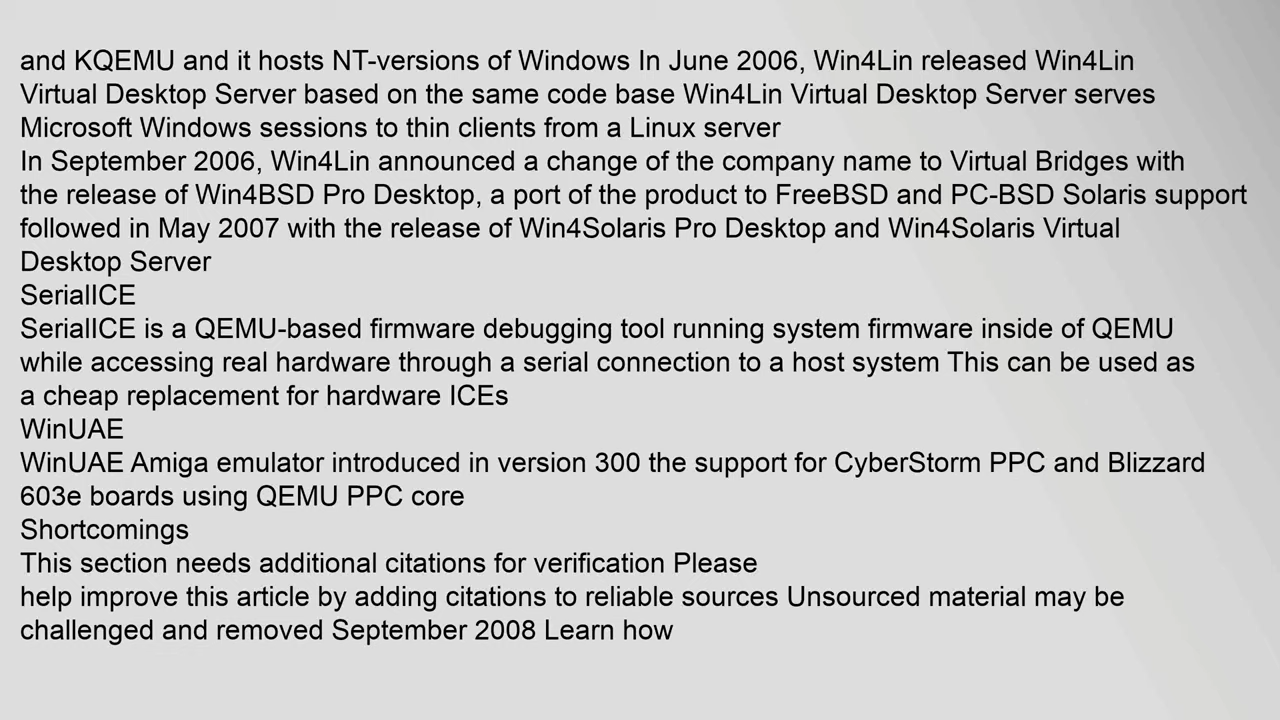 and KQEMU and it hosts NT-versions of Windows In June 2006, Win4Lin released Win4Lin
Virtual Desktop Server based on the same code base Win4Lin Virtual Desktop Server serves
Microsoft Windows sessions to thin clients from a Linux server
In September 2006, Win4Lin announced a change of the company name to Virtual Bridges with
the release of Win4BSD Pro Desktop, a port of the product to FreeBSD and PC-BSD Solaris support
followed in May 2007 with the release of Win4Solaris Pro Desktop and Win4Solaris Virtual
Desktop Server
SerialICE
SerialICE is a QEMU-based firmware debugging tool running system firmware inside of QEMU
while accessing real hardware through a serial connection to a host system This can be used as
a cheap replacement for hardware ICEs
WinUAE
WinUAE Amiga emulator introduced in version 300 the support for CyberStorm PPC and Blizzard
603e boards using QEMU PPC core
Shortcomings
This section needs additional citations for verification Please
help improve this article by adding citations to reliable sources Unsourced material may be
challenged and removed September 2008 Learn how